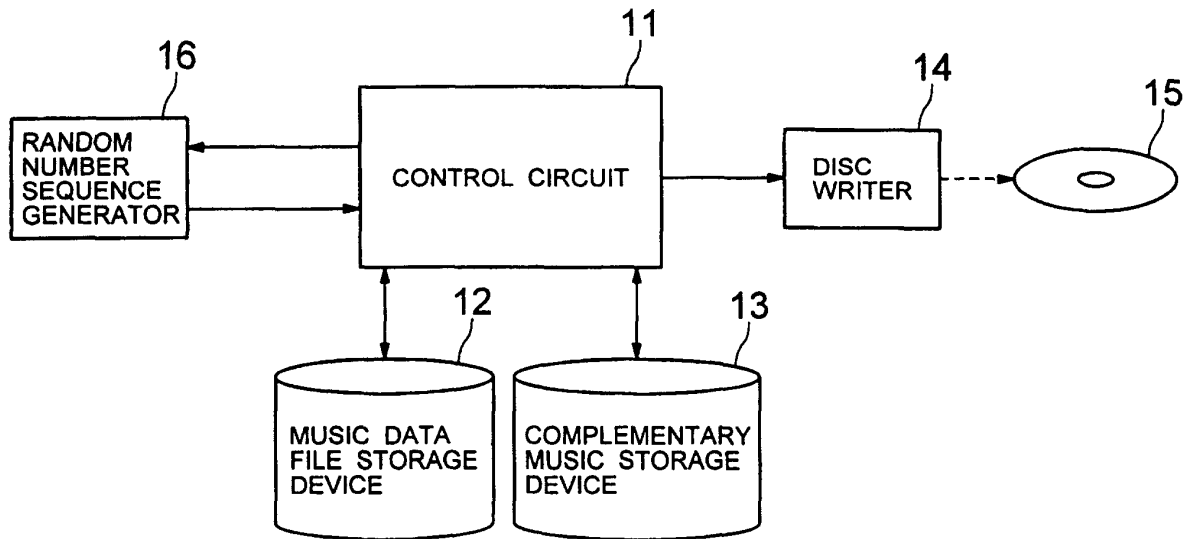 11
16
14
15
RANDOM
NUMBER
SEQUENCE
GENERATOR
CONTROL CIRCUIT
DISC
WRITER
12
13
MUSIC DATA
FILE STORAGE
DEVICE
COMPLEMENTARY
MUSIC STORAGE
DEVICE